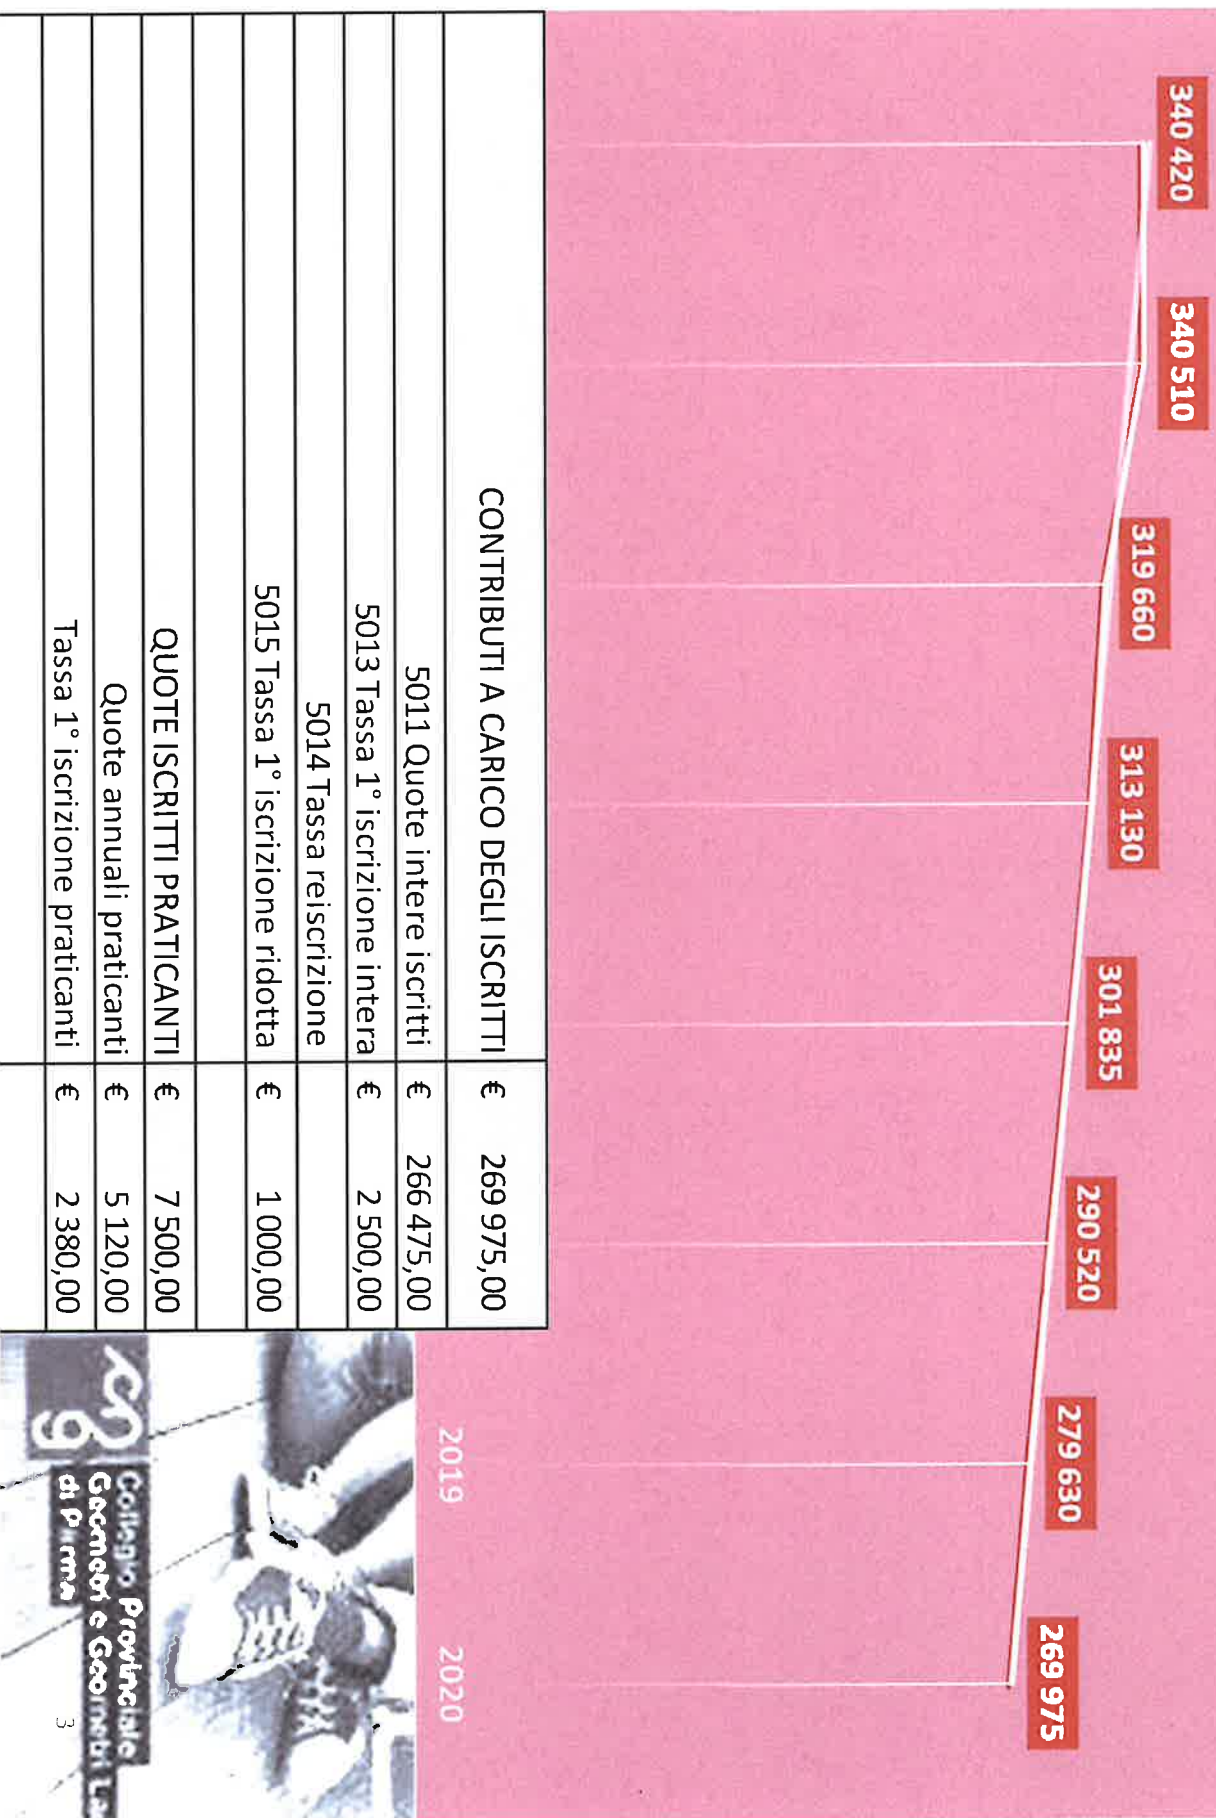 340 420
340 510
319 660
313 130
301 835
290 520
279 630
269 975
2019
2020
CONTRIBUTI A CARICO DEGLI ISCRITTI € 269 975,00
5011 Quote intere iscritti € 266 475,00
5013 Tassa 1° iscrizione intera € 2 500,00
5014 Tassa reiscrizione
5015 Tassa 1° iscrizione ridotta € 1 000,00
QUOTE ISCRITTI PRATICANTI € 7 500,00
Quote annuali praticanti € 5 120,00
Tassa 1° iscrizione praticanti € 2 380,00
Collegio Provinciale
Geometri e Geometri La
di Parma
3